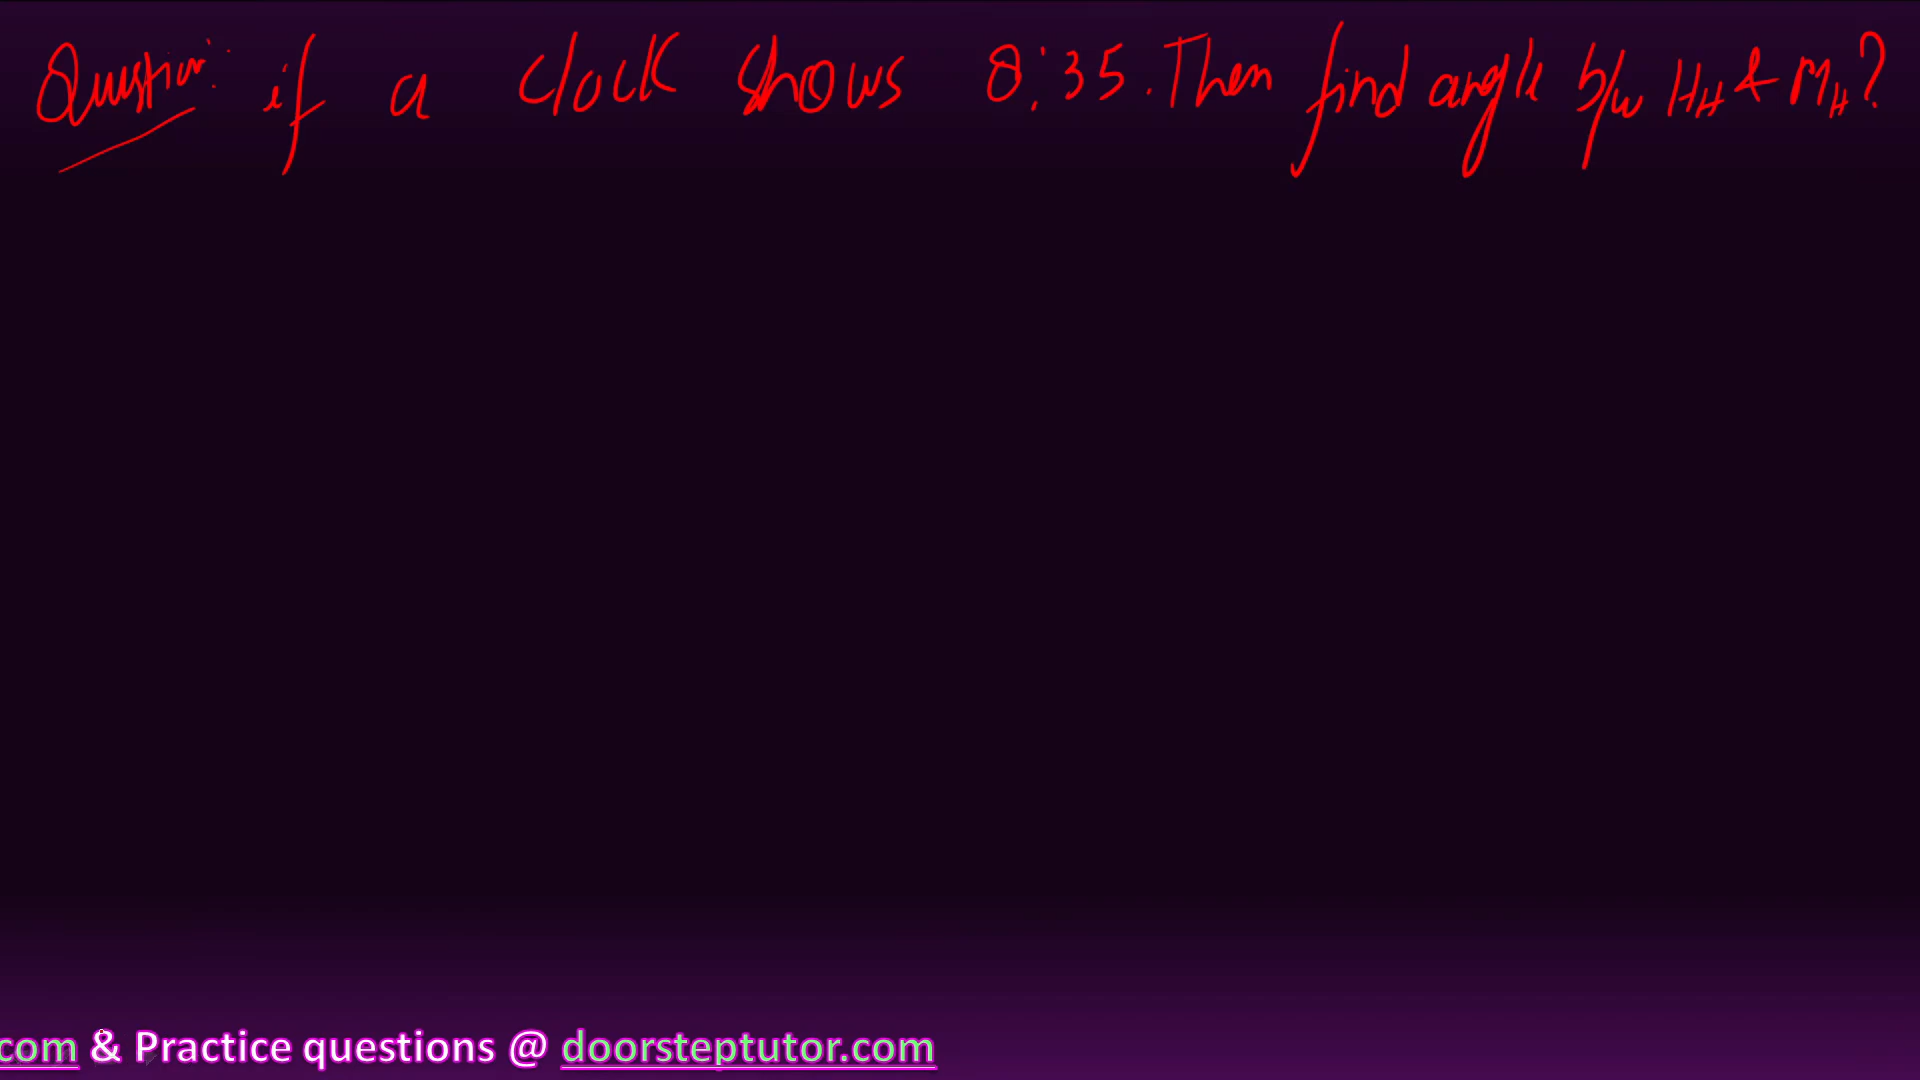 Question: if a clock shows 8:35. Then find angle b/w HH & MH?
com & Practice questions @ doorsteptutor.com